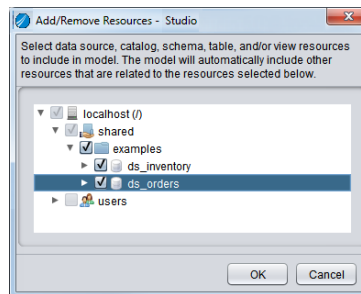 Add/Remove Resources - Studio
Select data source, catalog, schema, table, and/or view resources
to include in model. The model will automatically include other
resources that are related to the resources selected below.
localhost (/)
shared
examples
ds_inventory
ds_orders
users
OK Cancel